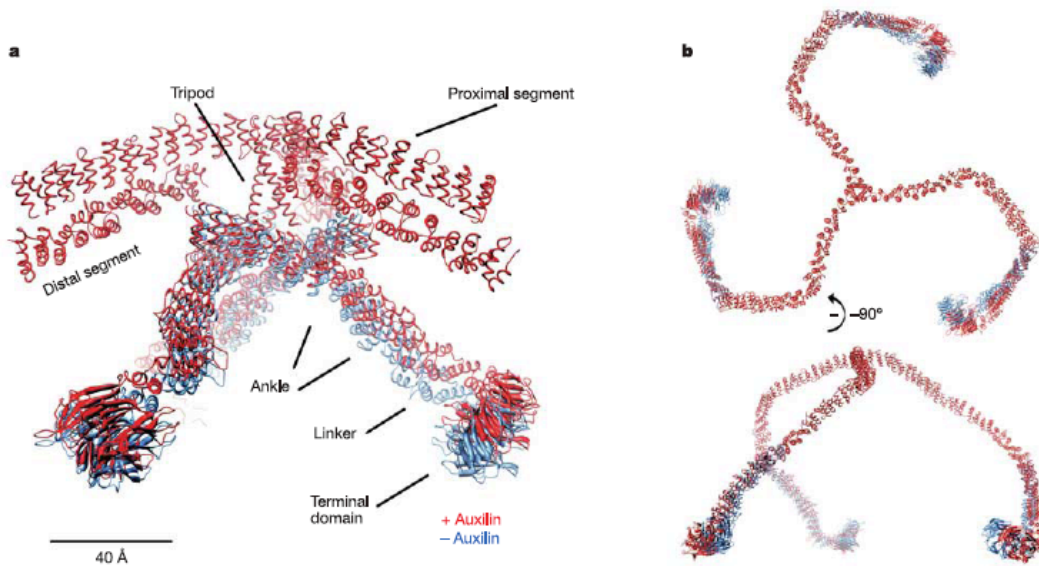 a
b
Tripod
Proximal segment
Distal segment
Ankle
Linker
Terminal
domain
+ Auxilin
– Auxilin
40 Å
–90°